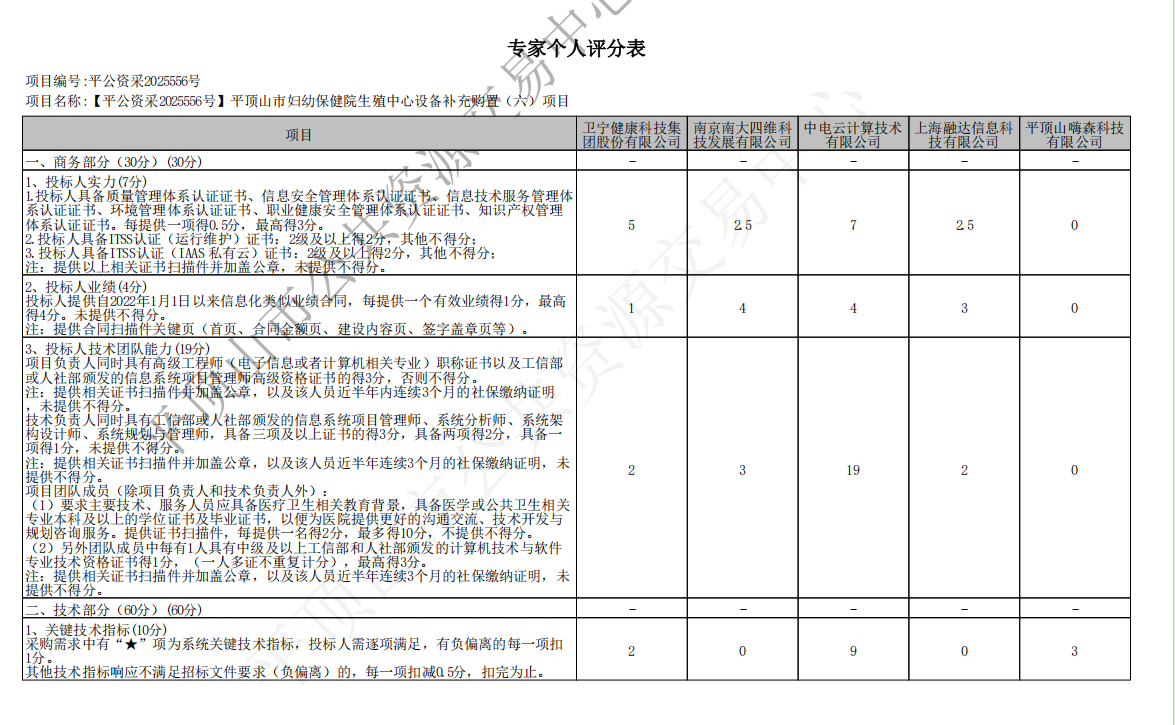 专家个人评分表
项目编号:平公资采2025556号
项目名称:【平公资采2025556号】平顶山市妇幼保健院生殖中心设备补充购置（六）项目
项目 卫宁健康科技集团股份有限公司 南京南大四维科技发展有限公司 中电云计算技术有限公司 上海融达信息科技有限公司 平顶山嗨森科技有限公司
一、商务部分（30分）(30分) － － － － －
1、投标人实力(7分)
1.投标人具备质量管理体系认证证书、信息安全管理体系认证证书、信息技术服务管理体
系认证证书、环境管理体系认证证书、职业健康安全管理体系认证证书、知识产权管理
体系认证证书。每提供一项得0.5分，最高得3分。
2.投标人具备ITSS认证（运行维护）证书：2级及以上得2分，其他不得分；
3.投标人具备ITSS认证（IAAS 私有云）证书：2级及以上得2分，其他不得分；
注：提供以上相关证书扫描件并加盖公章，未提供不得分。
5 2.5 7 2.5 0
2、投标人业绩(4分)
投标人提供自2022年1月1日以来信息化类似业绩合同，每提供一个有效业绩得1分，最高
得4分。未提供不得分。
注：提供合同扫描件关键页（首页、合同金额页、建设内容页、签字盖章页等）。
1 4 4 3 0
3、投标人技术团队能力(19分)
项目负责人同时具有高级工程师（电子信息或者计算机相关专业）职称证书以及工信部
或人社部颁发的信息系统项目管理师高级资格证书的得3分，否则不得分。
注：提供相关证书扫描件并加盖公章，以及该人员近半年内连续3个月的社保缴纳证明
，未提供不得分。
技术负责人同时具有工信部或人社部颁发的信息系统项目管理师、系统分析师、系统架
构设计师、系统规划与管理师，具备三项及以上证书的得3分，具备两项得2分，具备一
项得1分，未提供不得分。
注：提供相关证书扫描件并加盖公章，以及该人员近半年连续3个月的社保缴纳证明，未
提供不得分。
项目团队成员（除项目负责人和技术负责人外）：
（1）要求主要技术、服务人员应具备医疗卫生相关教育背景，具备医学或公共卫生相关
专业本科及以上的学位证书及毕业证书，以便为医院提供更好的沟通交流、技术开发与
规划咨询服务。提供证书扫描件，每提供一名得2分，最多得10分，不提供不得分。
（2）另外团队成员中每有1人具有中级及以上工信部和人社部颁发的计算机技术与软件
专业技术资格证书得1分，（一人多证不重复计分），最高得3分。
注：提供相关证书扫描件并加盖公章，以及该人员近半年连续3个月的社保缴纳证明，未
提供不得分。
2 3 19 2 0
二、技术部分（60分）(60分) － － － － －
1、关键技术指标(10分)
采购需求中有“★”项为系统关键技术指标，投标人需逐项满足，有负偏离的每一项扣
1分。
其他技术指标响应不满足招标文件要求（负偏离）的，每一项扣减0.5分，扣完为止。
2 0 9 0 3
平顶山市公共资源交易中心
平顶山市公共资源交易中心